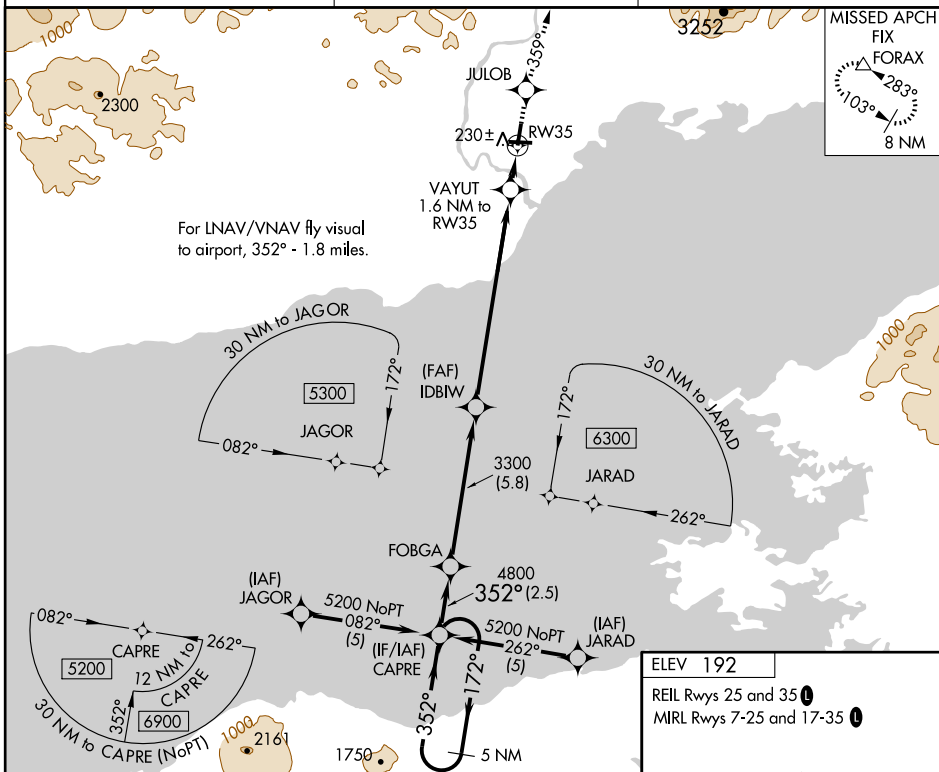 1000
2300
3252
359°
JULOB
230±
RW35
MISSED APCH
FIX
FORAX
283°
103°
8 NM
VAYUT
1.6 NM to
RW35
For LNAV/VNAV fly visual
to airport, 352° - 1.8 miles.
30 NM to JAGOR
5300
172°
JAGOR
082°
(FAF)
IDBIW
30 NM to JARAD
172°
6300
JARAD
262°
1000
3300
(5.8)
FOBGA
4800
352° (2.5)
(IAF)
JAGOR
5200 NoPT
082°
(5)
(IF/IAF)
CAPRE
5200 NoPT
262°
(5)
(IAF)
JARAD
352°
172°
5 NM
082°
262°
CAPRE
5200
12 NM to
CAPRE
352°
6900
30 NM to CAPRE (NoPT)
1000
2161
1750
ELEV 192
REIL Rwys 25 and 35 L
MIRL Rwys 7-25 and 17-35 L